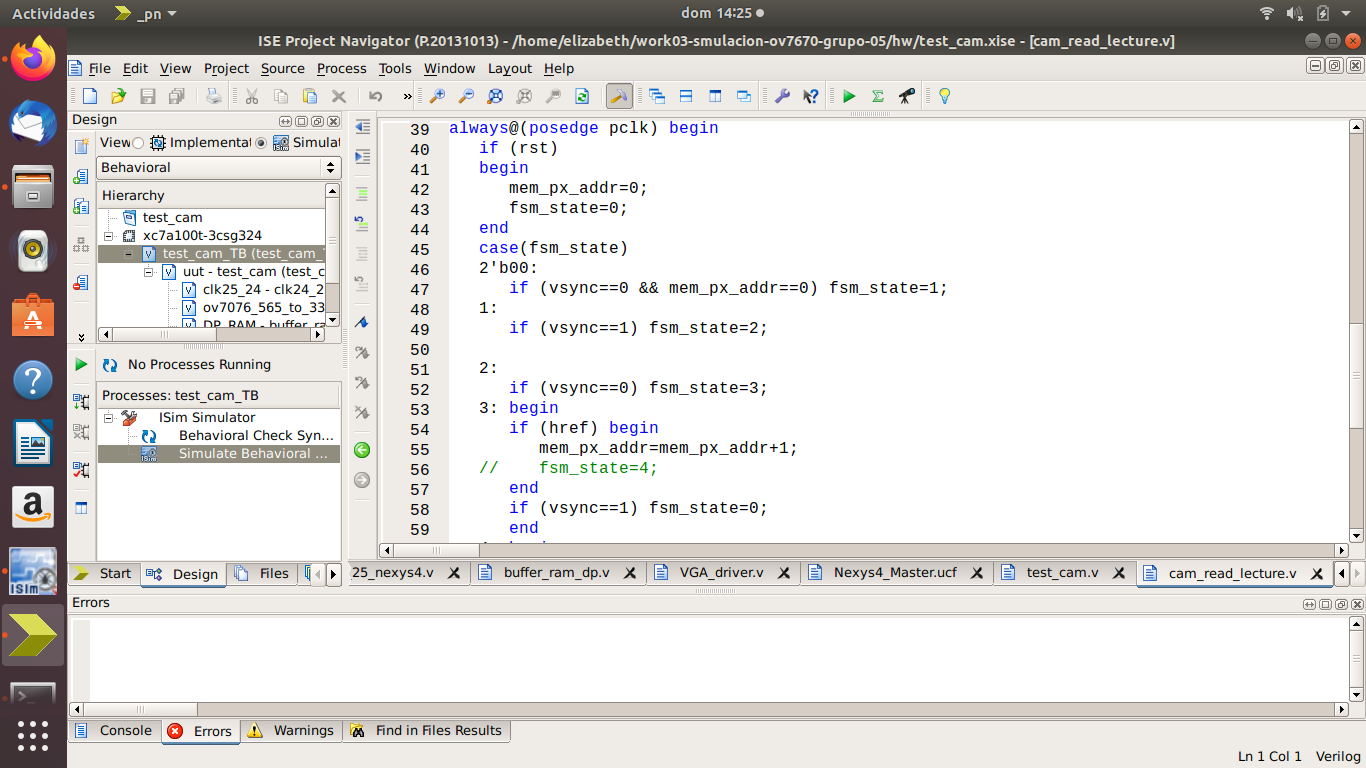 Actividades _pn dom 14:25
ISE Project Navigator (P.20131013) - /home/elizabeth/work03-smulacion-ov7670-grupo-05/hw/test_cam.xise - [cam_read_lecture.v]
File Edit View Project Source Process Tools Window Layout Help
Design
View Implementat Simulat
Behavioral
Hierarchy
test_cam
xc7a100t-3csg324
test_cam_TB (test_cam_
uut - test_cam (test_c
clk25_24 - clk24_2
ov7076_565_to_33
DP_RAM - buffer_ra
No Processes Running
Processes: test_cam_TB
ISim Simulator
Behavioral Check Syn...
Simulate Behavioral ...
Start Design Files
39 always@(posedge pclk) begin
40 if (rst)
41 begin
42 mem_px_addr=0;
43 fsm_state=0;
44 end
45 case(fsm_state)
46 2'b00:
47 if (vsync==0 && mem_px_addr==0) fsm_state=1;
48 1:
49 if (vsync==1) fsm_state=2;
50
51 2:
52 if (vsync==0) fsm_state=3;
53 3: begin
54 if (href) begin
55 mem_px_addr=mem_px_addr+1;
56 // fsm_state=4;
57 end
58 if (vsync==1) fsm_state=0;
59 end
25_nexys4.v buffer_ram_dp.v VGA_driver.v Nexys4_Master.ucf test_cam.v cam_read_lecture.v
Errors
Console Errors Warnings Find in Files Results
Ln 1 Col 1 Verilog
ISim